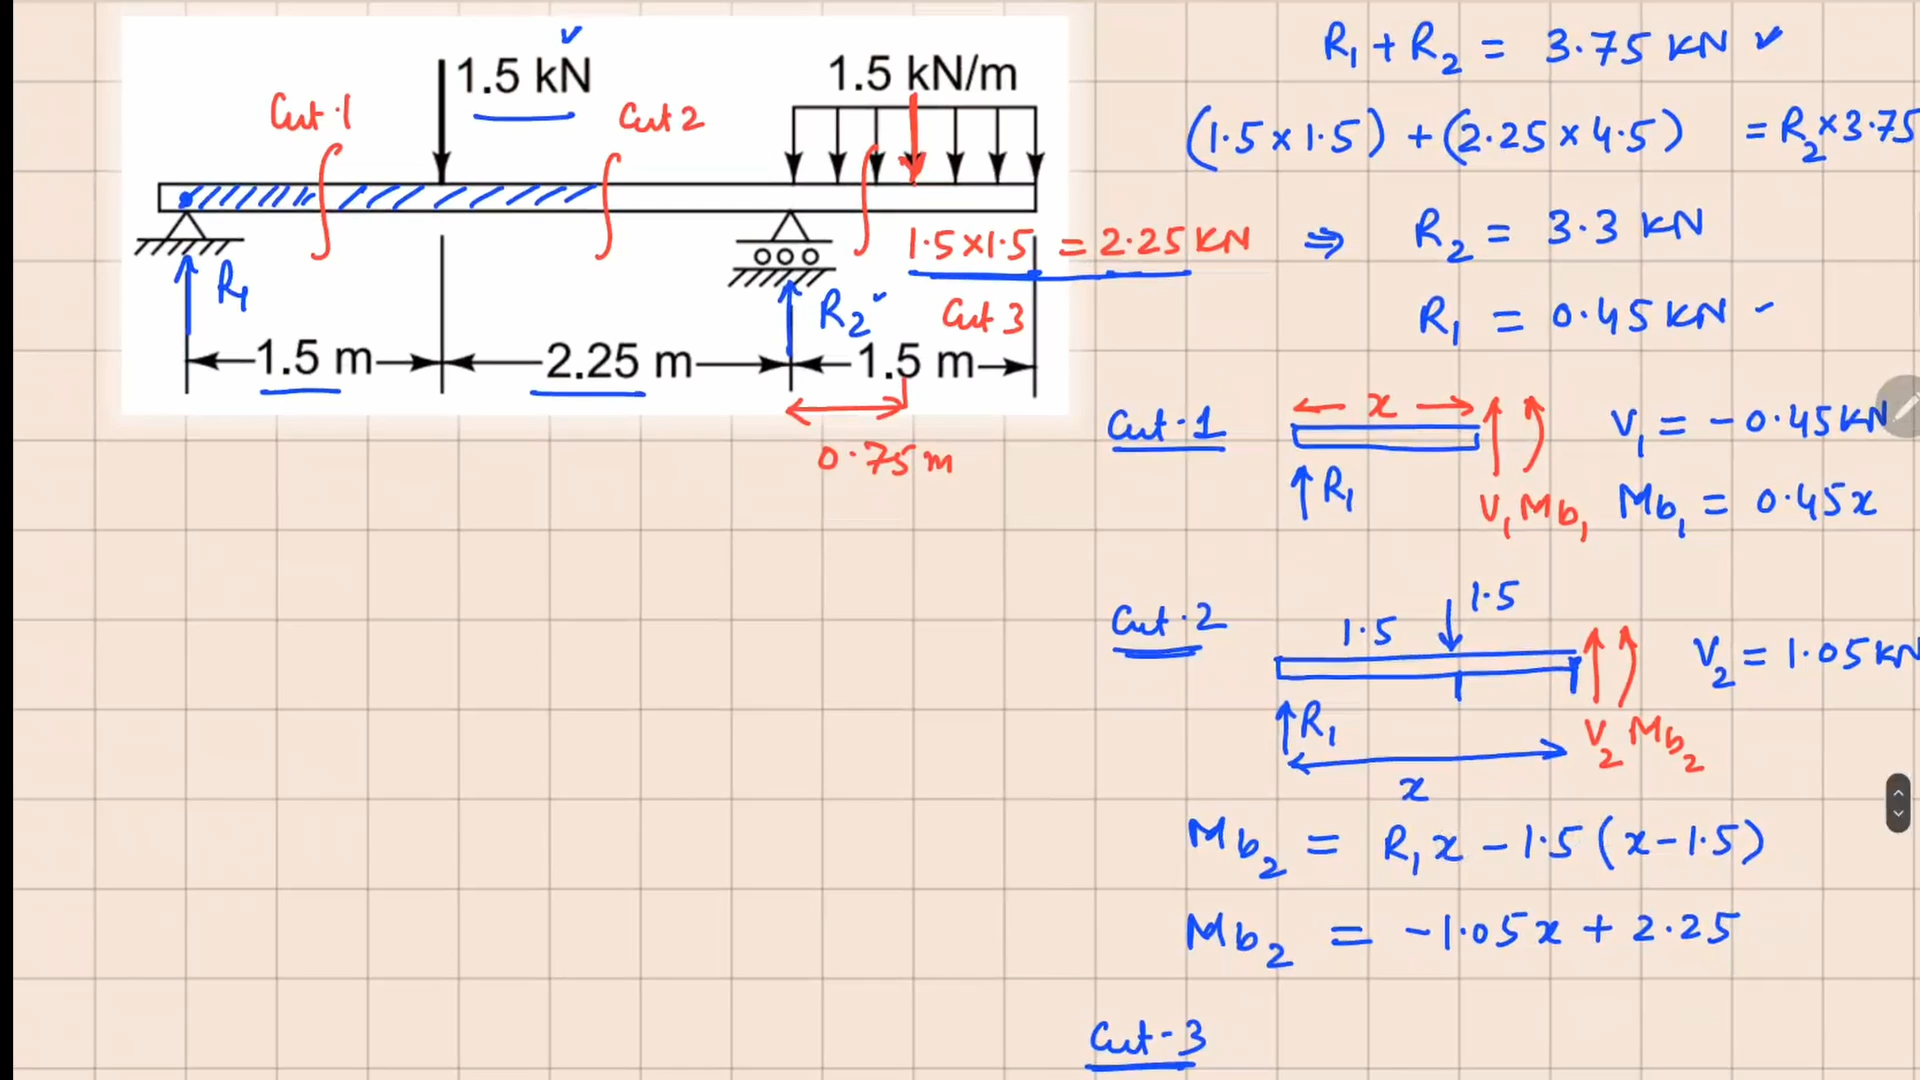 1.5 kN
1.5 kN/m
Cut·1
Cut 2
1.5×1.5 = 2.25 KN
R₁
R₂
Cut 3
1.5 m
2.25 m
1.5 m
0.75 m
R₁ + R₂ = 3.75 KN
(1.5×1.5) + (2.25×4.5) = R₂×3.75
⇒ R₂ = 3.3 KN
R₁ = 0.45 KN
Cut-1
x
R₁
V₁ Mb₁
V₁ = -0.45KN
Mb₁ = 0.45x
Cut·2
1.5
1.5
R₁
x
V₂ Mb₂
V₂ = 1.05KN
Mb₂ = R₁x - 1.5(x-1.5)
Mb₂ = -1.05x + 2.25
Cut-3